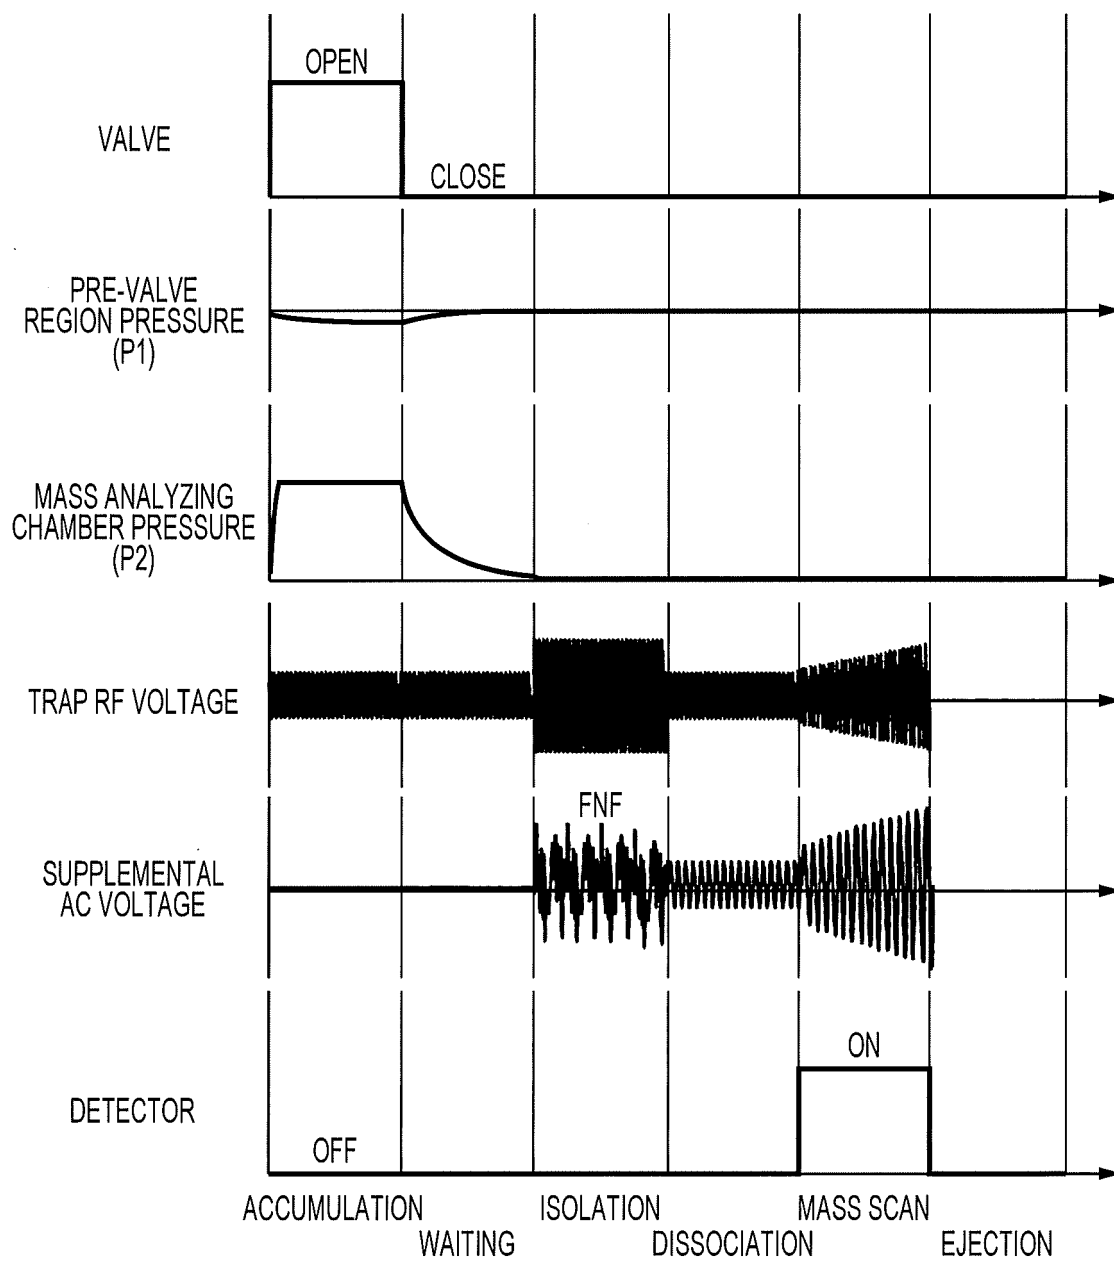 OPEN
VALVE
CLOSE
PRE-VALVE
REGION PRESSURE
(P1)
MASS ANALYZING
CHAMBER PRESSURE
(P2)
TRAP RF VOLTAGE
FNF
SUPPLEMENTAL
AC VOLTAGE
ON
DETECTOR
OFF
ACCUMULATION
WAITING
ISOLATION
DISSOCIATION
MASS SCAN
EJECTION